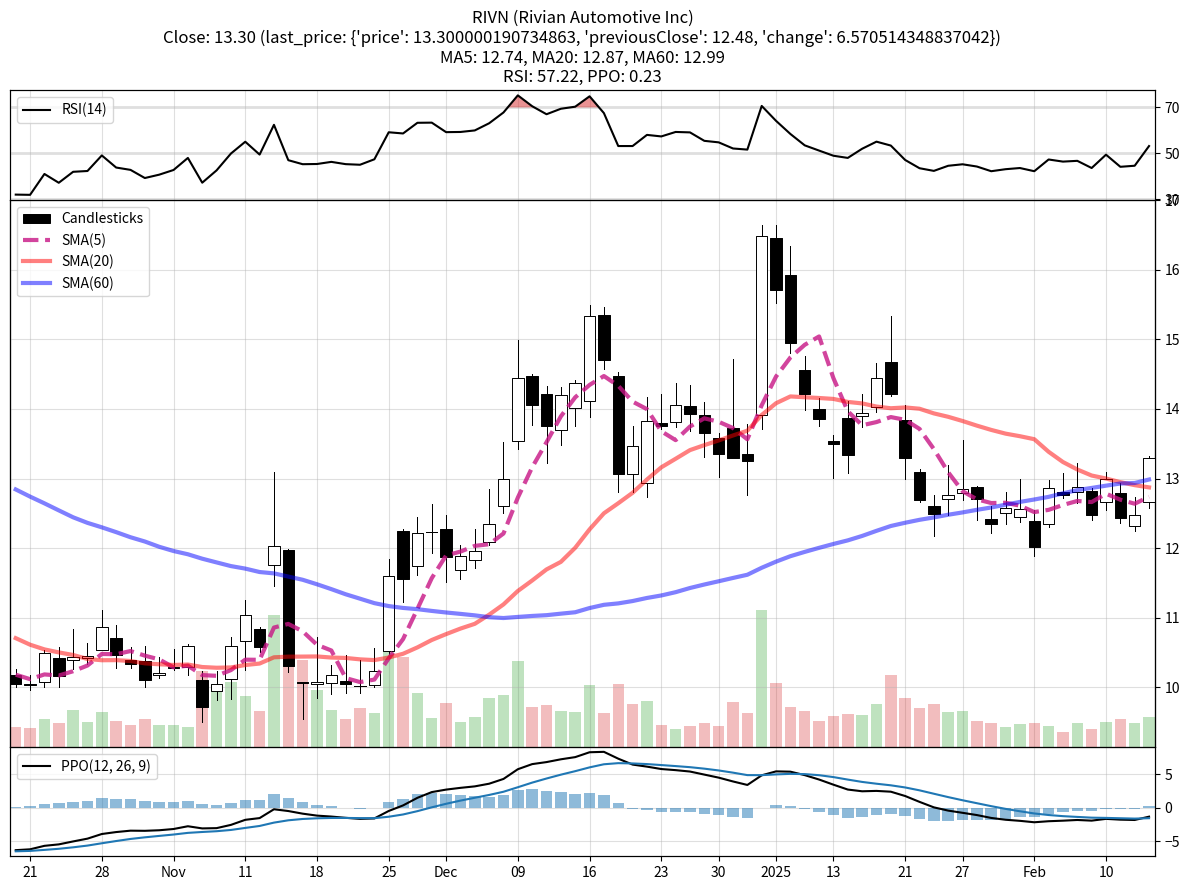 RIVN (Rivian Automotive Inc)
Close: 13.30 (last_price: {'price': 13.300000190734863, 'previousClose': 12.48, 'change': 6.570514348837042})
MA5: 12.74, MA20: 12.87, MA60: 12.99
RSI: 57.22, PPO: 0.23
RSI(14)
70
50
30
17
Candlesticks
SMA(5)
SMA(20)
SMA(60)
16
15
14
13
12
11
10
PPO(12, 26, 9)
5
0
−5
21 28 Nov 11 18 25 Dec 09 16 23 30 2025 13 21 27 Feb 10